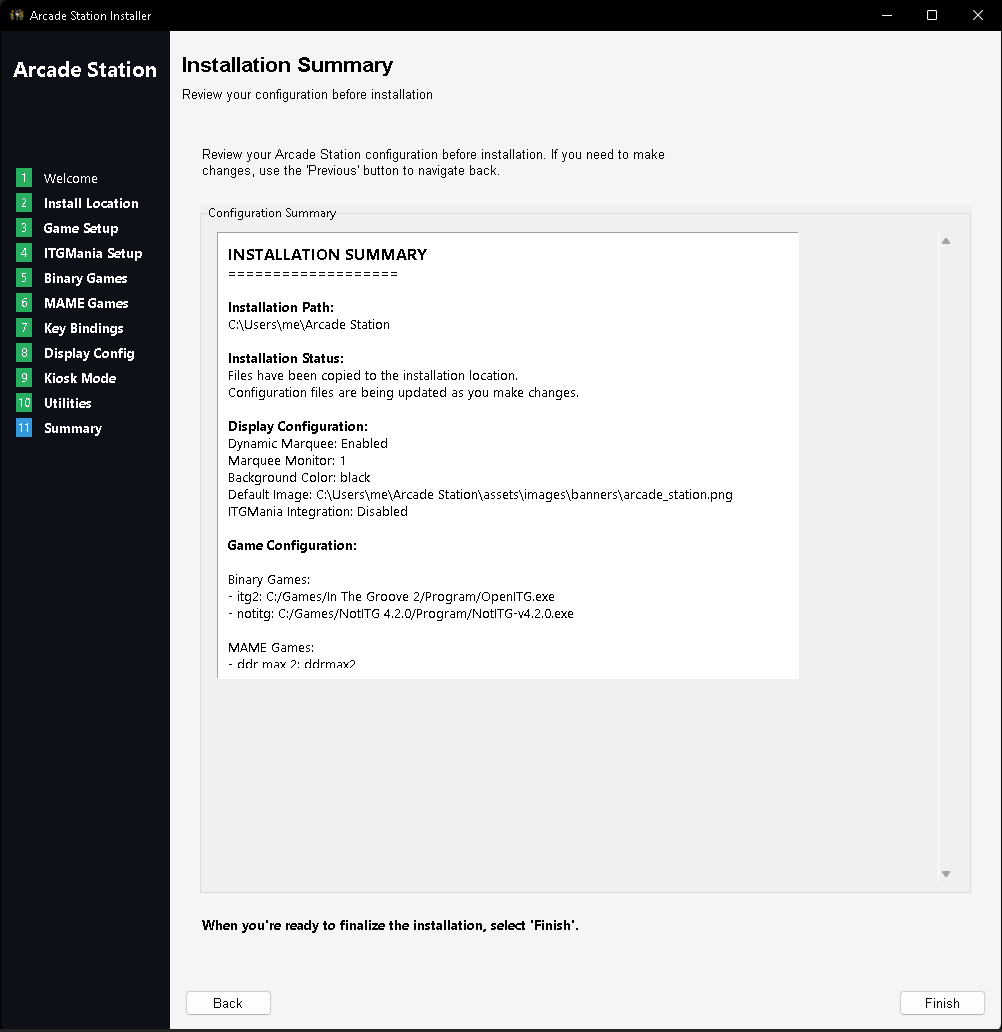 Arcade Station Installer
Arcade Station
1 Welcome
2 Install Location
3 Game Setup
4 ITGMania Setup
5 Binary Games
6 MAME Games
7 Key Bindings
8 Display Config
9 Kiosk Mode
10 Utilities
11 Summary
Installation Summary
Review your configuration before installation
Review your Arcade Station configuration before installation. If you need to make
changes, use the 'Previous' button to navigate back.
Configuration Summary
INSTALLATION SUMMARY
===================
Installation Path:
C:\Users\me\Arcade Station
Installation Status:
Files have been copied to the installation location.
Configuration files are being updated as you make changes.
Display Configuration:
Dynamic Marquee: Enabled
Marquee Monitor: 1
Background Color: black
Default Image: C:\Users\me\Arcade Station\assets\images\banners\arcade_station.png
ITGMania Integration: Disabled
Game Configuration:
Binary Games:
- itg2: C:/Games/In The Groove 2/Program/OpenITG.exe
- notitg: C:/Games/NotITG 4.2.0/Program/NotITG-v4.2.0.exe
MAME Games:
- ddr max 2: ddrmax2
When you're ready to finalize the installation, select 'Finish'.
Back
Finish